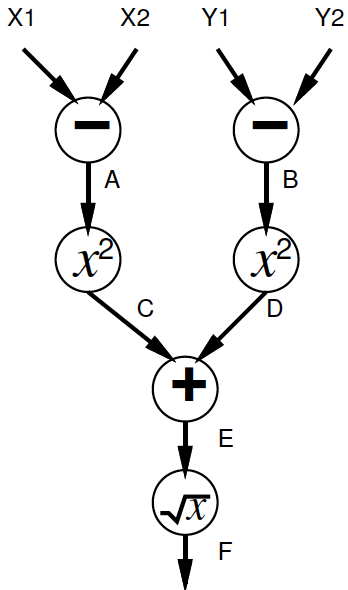 X1 X2 Y1 Y2
− −
A B
x² x²
C D
+
E
√x
F